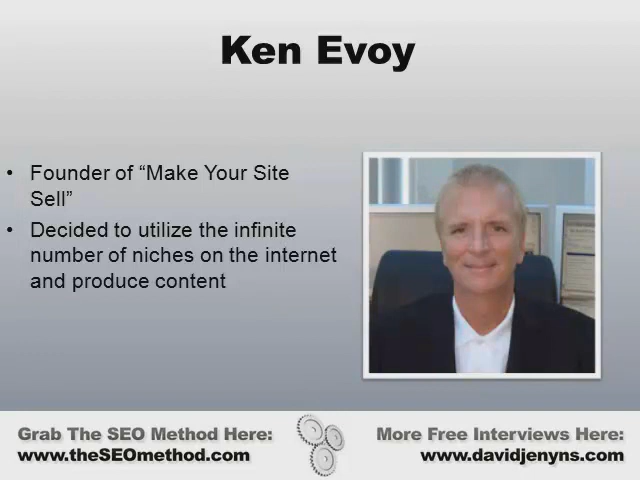 Ken Evoy
• Founder of “Make Your Site
Sell”
• Decided to utilize the infinite
number of niches on the internet
and produce content
Grab The SEO Method Here:
www.theSEOmethod.com
More Free Interviews Here:
www.davidjenyns.com